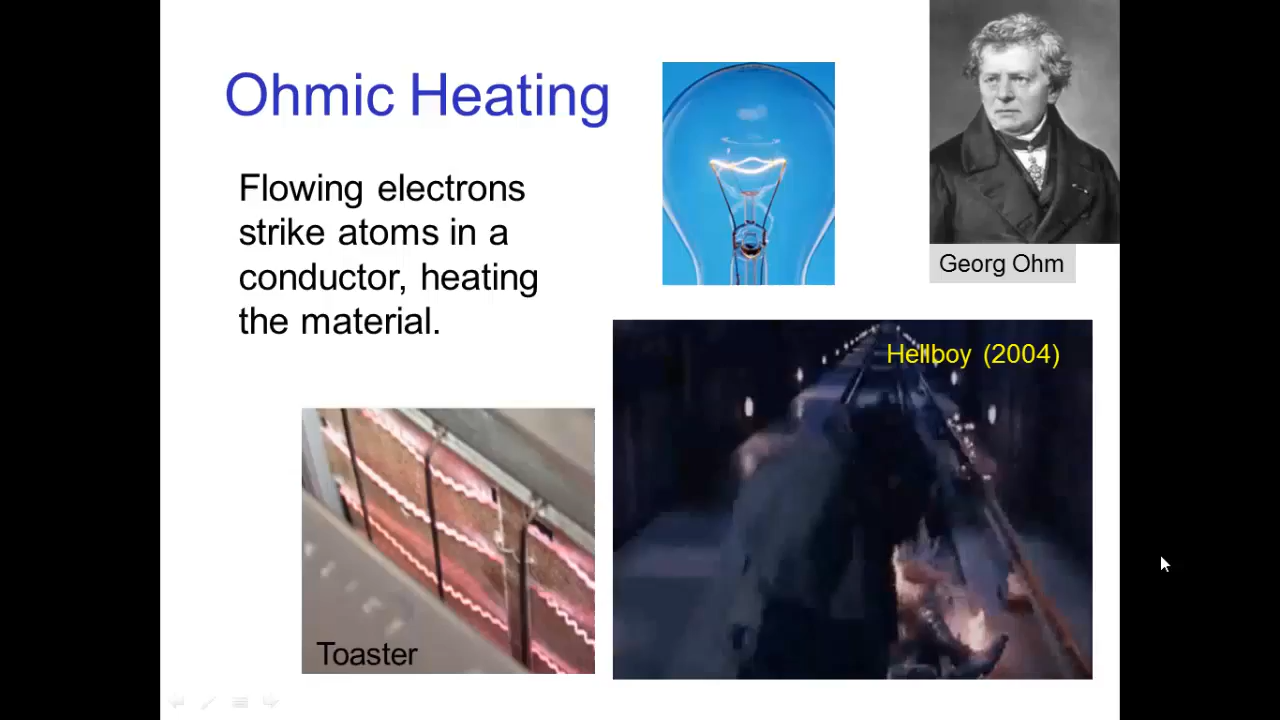 Ohmic Heating
Flowing electrons
strike atoms in a
conductor, heating
the material.
Georg Ohm
Hellboy (2004)
Toaster